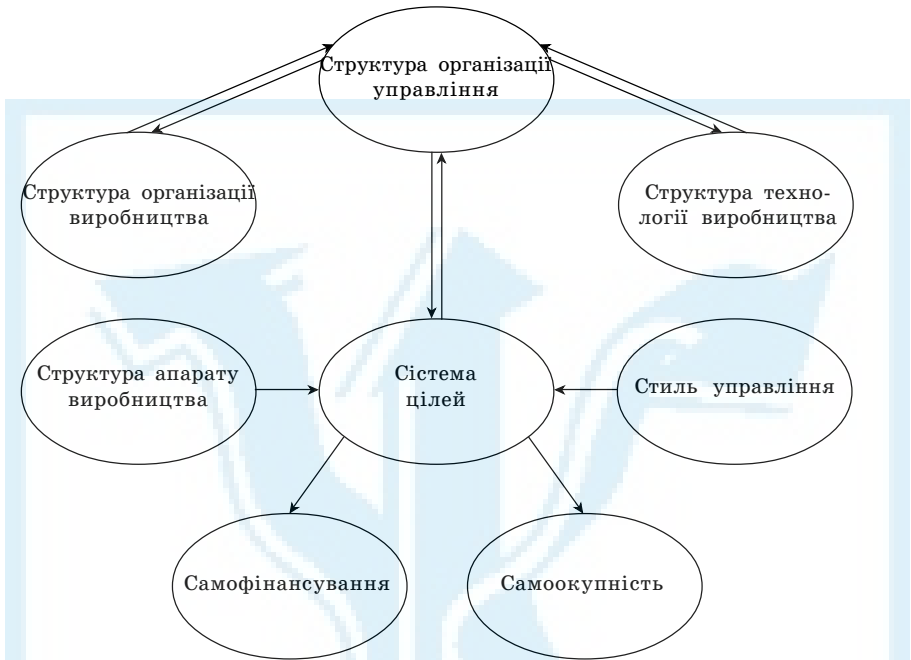 Структура організації
управління
Структура організації
виробництва
Структура техно-
логії виробництва
Структура апарату
виробництва
Сістема
цілей
Стиль управління
Самофінансування
Самоокупність